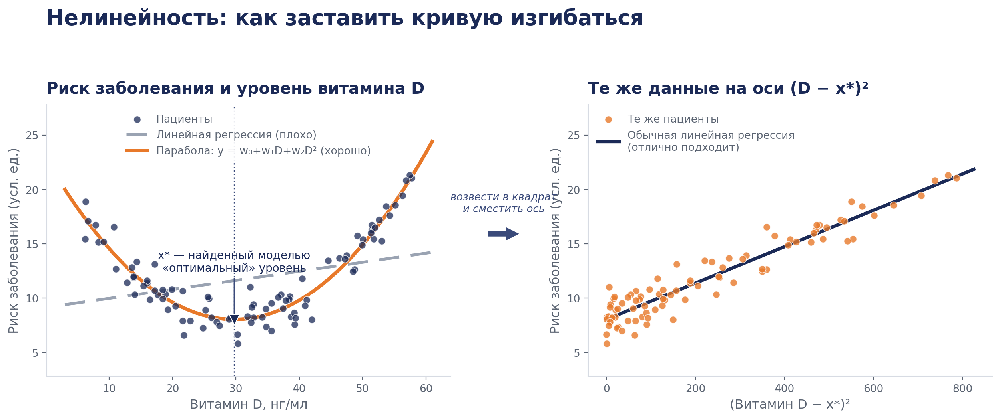 Нелинейность: как заставить кривую изгибаться
Риск заболевания и уровень витамина D
Пациенты
Линейная регрессия (плохо)
Парабола: y = w₀+w₁D+w₂D² (хорошо)
x* — найденный моделью
«оптимальный» уровень
Риск заболевания (усл. ед.)
25
20
15
10
5
10
20
30
40
50
60
Витамин D, нг/мл
возвести в квадрат
и сместить ось
Те же данные на оси (D − x*)²
Те же пациенты
Обычная линейная регрессия
(отлично подходит)
Риск заболевания (усл. ед.)
25
20
15
10
5
0
200
400
600
800
(Витамин D − x*)²